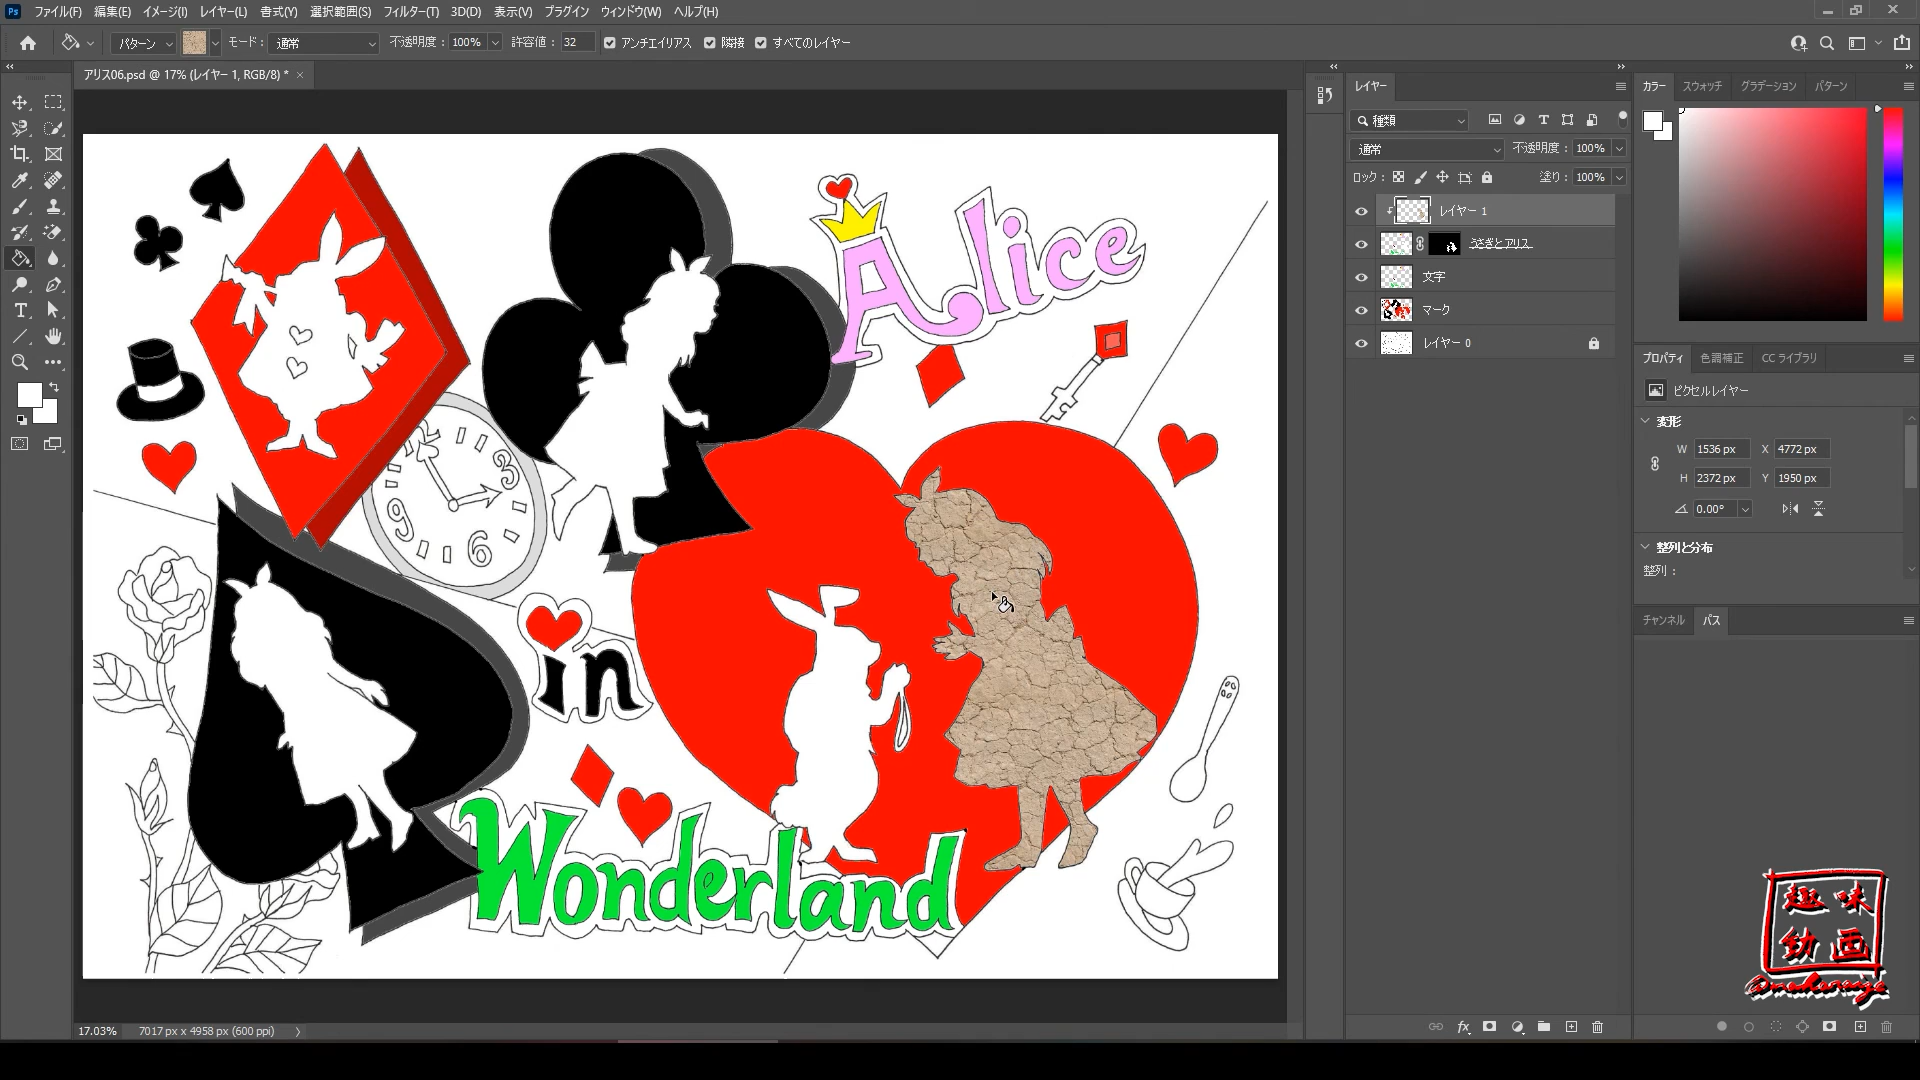 Ps ファイル(F) 編集(E) イメージ(I) レイヤー(L) 書式(Y) 選択範囲(S) フィルター(T) 3D(D) 表示(V) プラグイン ウィンドウ(W) ヘルプ(H)
パターン モード: 通常 不透明度: 100% 許容値: 32 アンチエイリアス 隣接 すべてのレイヤー
アリス06.psd @ 17% (レイヤー 1, RGB/8) *
Alice
12
3
9
6
in
Wonderland
17.03% 7017 px x 4958 px (600 ppi)
レイヤー
種類
通常 不透明度: 100%
ロック: 塗り: 100%
レイヤー 1
うさぎとアリス
文字
マーク
レイヤー 0
fx
カラー スウォッチ グラデーション パターン
プロパティ 色調補正 CC ライブラリ
ピクセルレイヤー
変形
W 1536 px X 4772 px
H 2372 px Y 1950 px
0.00°
整列と分布
整列:
チャンネル パス
趣味
動画